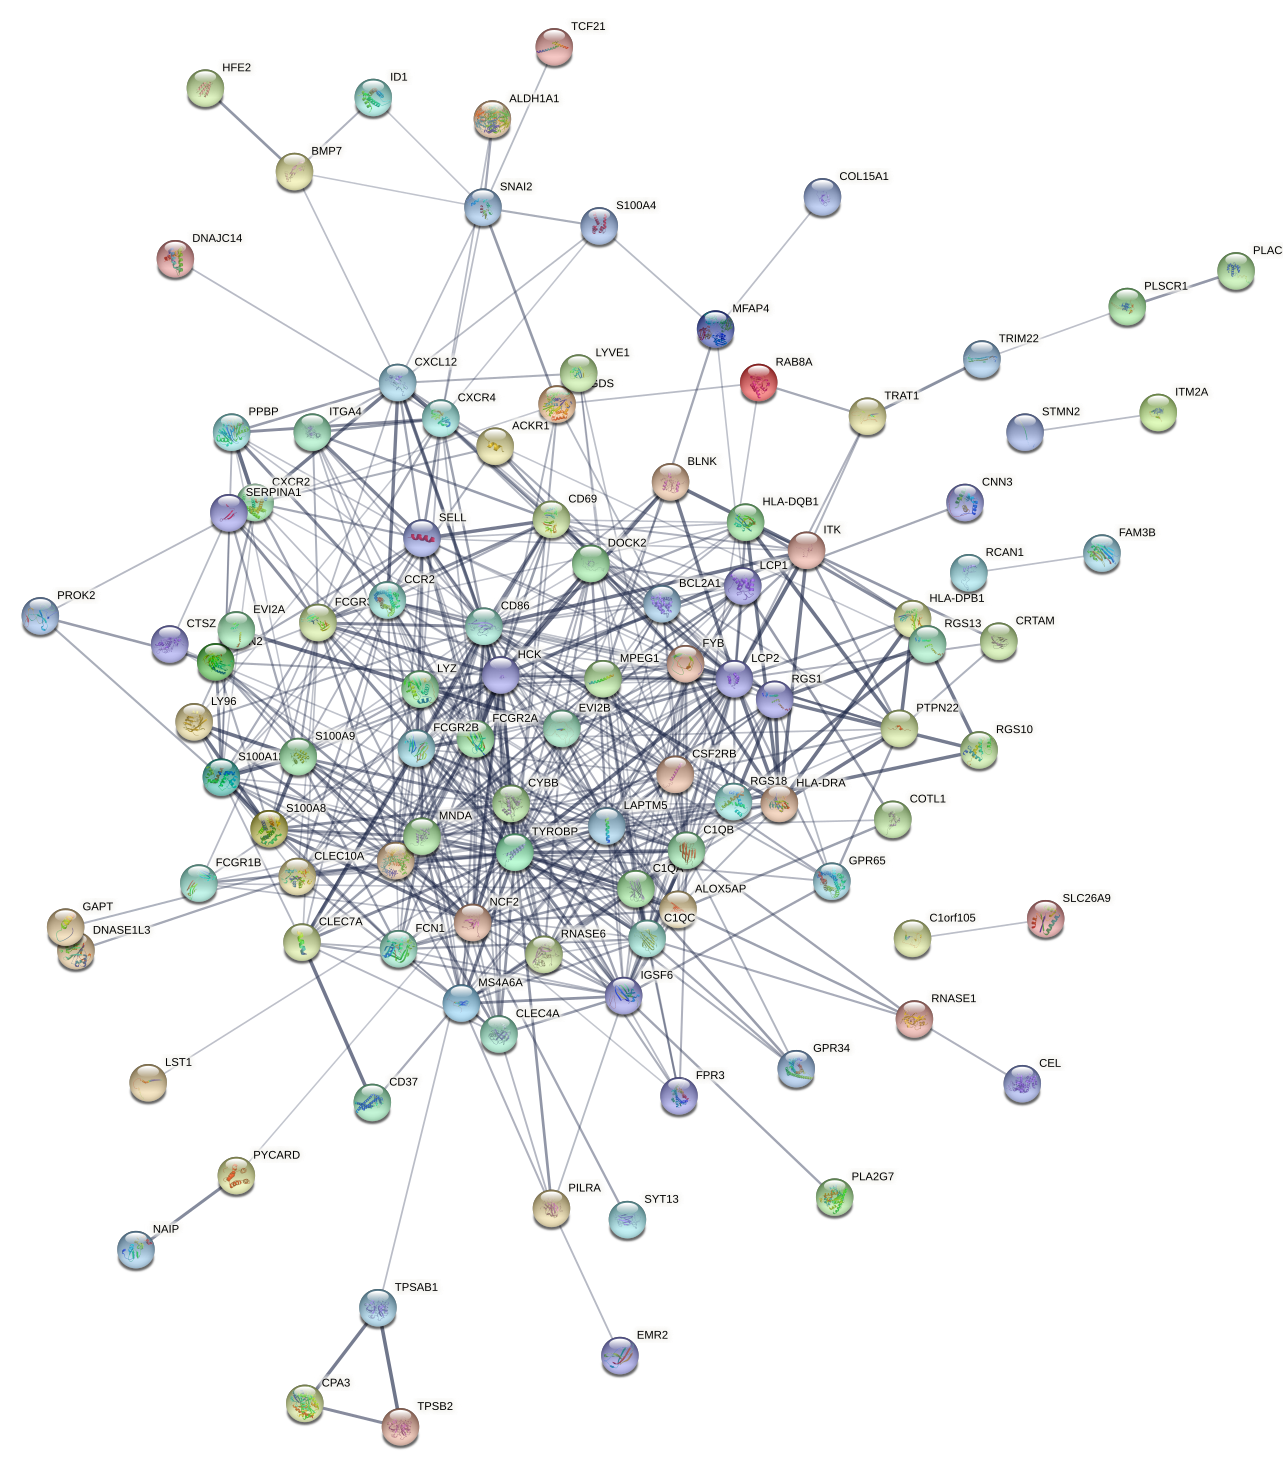 TCF21
HFE2
ID1
ALDH1A1
BMP7
SNAI2
COL15A1
S100A4
DNAJC14
PLAC
PLSCR1
MFAP4
TRIM22
LYVE1
CXCL12
RAB8A
GDS
ITM2A
TRAT1
CXCR4
PPBP
ITGA4
STMN2
ACKR1
BLNK
CXCR2
CNN3
SERPINA1
CD69
HLA-DQB1
SELL
ITK
FAM3B
DOCK2
RCAN1
LCP1
CCR2
BCL2A1
PROK2
FCGR3
HLA-DPB1
EVI2A
CD86
CRTAM
CTSZ
RGS13
N2
FYB
HCK
MPEG1
LCP2
LYZ
RGS1
LY96
FCGR2A
EVI2B
PTPN22
FCGR2B
RGS10
S100A9
S100A1
CSF2RB
CYBB
RGS18
HLA-DRA
COTL1
S100A8
MNDA
LAPTM5
TYROBP
C1QB
CLEC10A
FCGR1B
C1QA
GPR65
ALOX5AP
SLC26A9
GAPT
NCF2
C1QC
C1orf105
DNASE1L3
CLEC7A
FCN1
RNASE6
IGSF6
MS4A6A
RNASE1
CLEC4A
GPR34
LST1
CEL
CD37
FPR3
PYCARD
PLA2G7
PILRA
SYT13
NAIP
TPSAB1
EMR2
CPA3
TPSB2